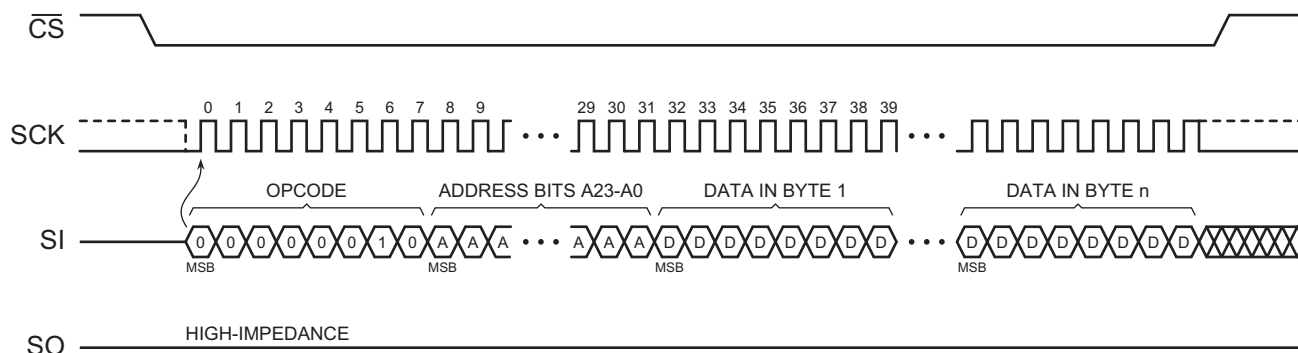 CS
0 1 2 3 4 5 6 7 8 9 29 30 31 32 33 34 35 36 37 38 39
SCK
OPCODE ADDRESS BITS A23-A0 DATA IN BYTE 1 DATA IN BYTE n
SI 0 0 0 0 0 0 1 0 A A A A A A D D D D D D D D D D D D D D D D
MSB MSB MSB MSB
HIGH-IMPEDANCE
SO